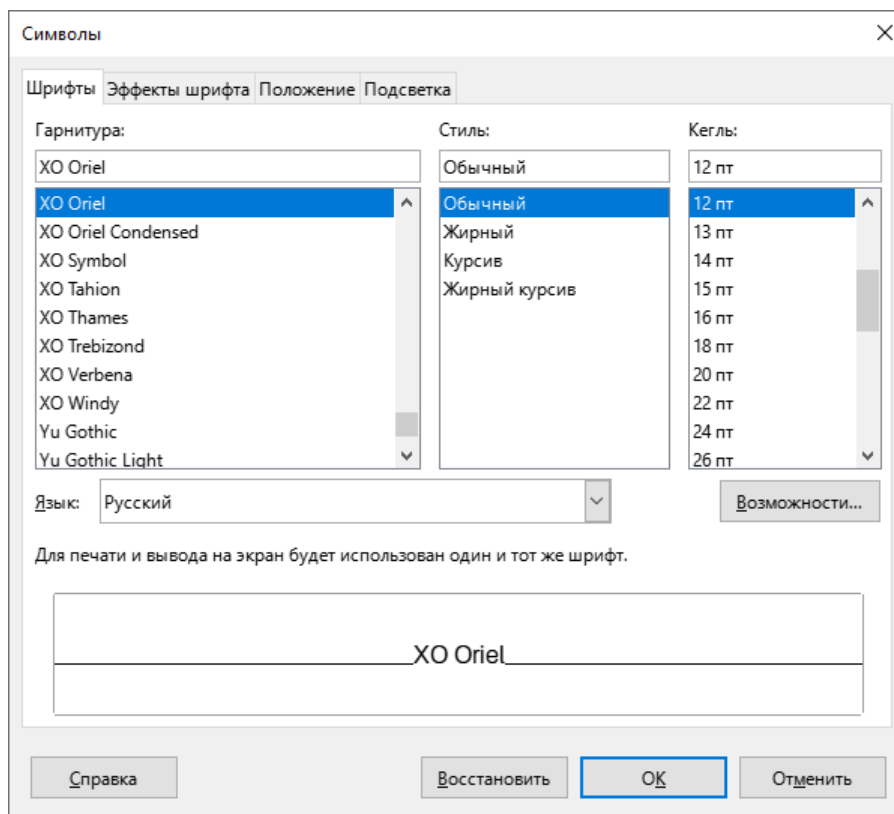 Символы
Шрифты Эффекты шрифта Положение Подсветка
Гарнитура: Стиль: Кегль:
XO Oriel Обычный 12 пт
XO Oriel Обычный 12 пт
XO Oriel Condensed Жирный 13 пт
XO Symbol Курсив 14 пт
XO Tahion Жирный курсив 15 пт
XO Thames 16 пт
XO Trebizond 18 пт
XO Verbena 20 пт
XO Windy 22 пт
Yu Gothic 24 пт
Yu Gothic Light 26 пт
Язык: Русский Возможности...
Для печати и вывода на экран будет использован один и тот же шрифт.
XO Oriel
Справка Восстановить OK Отменить